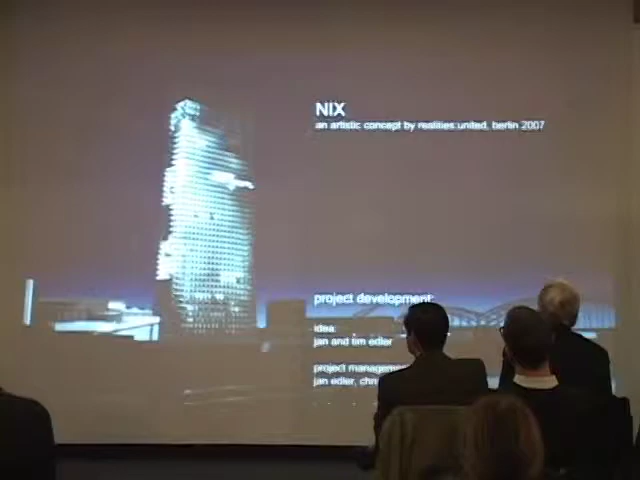 NIX
an artistic concept by realities:united, berlin 2007
project development:
idea:
jan and tim edler
project management
jan edler,